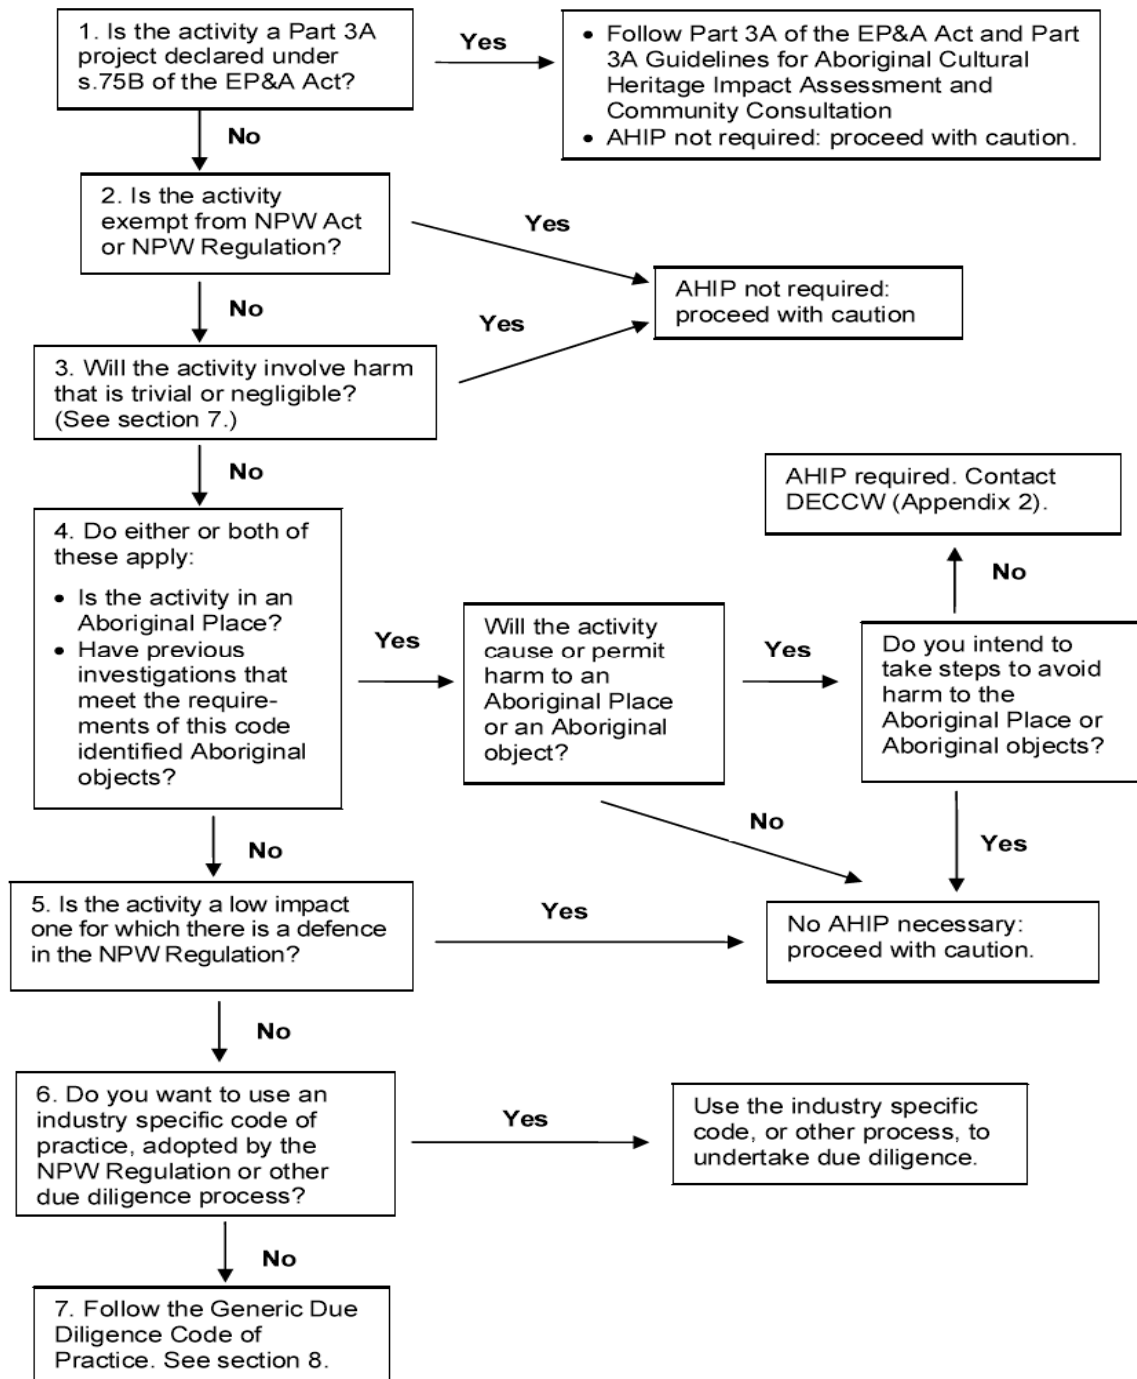 1. Is the activity a Part 3A
project declared under
s.75B of the EP&A Act?
Yes
• Follow Part 3A of the EP&A Act and Part
3A Guidelines for Aboriginal Cultural
Heritage Impact Assessment and
Community Consultation
• AHIP not required: proceed with caution.
No
2. Is the activity
exempt from NPW Act
or NPW Regulation?
Yes
No
AHIP not required:
proceed with caution
Yes
3. Will the activity involve harm
that is trivial or negligible?
(See section 7.)
No
AHIP required. Contact
DECCW (Appendix 2).
No
4. Do either or both of
these apply:
• Is the activity in an
Aboriginal Place?
• Have previous
investigations that
meet the require-
ments of this code
identified Aboriginal
objects?
Yes
Will the activity
cause or permit
harm to an
Aboriginal Place
or an Aboriginal
object?
Yes
Do you intend to
take steps to avoid
harm to the
Aboriginal Place or
Aboriginal objects?
No
Yes
No
5. Is the activity a low impact
one for which there is a defence
in the NPW Regulation?
Yes
No AHIP necessary:
proceed with caution.
No
6. Do you want to use an
industry specific code of
practice, adopted by the
NPW Regulation or other
due diligence process?
Yes
Use the industry specific
code, or other process, to
undertake due diligence.
No
7. Follow the Generic Due
Diligence Code of
Practice. See section 8.